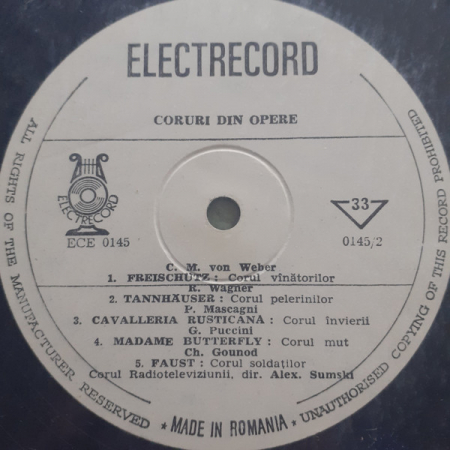 ELECTRECORD
CORURI DIN OPERE
ELECTRECORD
ECE 0145
33
0145/2
C. M. von Weber
1. FREISCHÜTZ : Corul vînătorilor
R. Wagner
2. TANNHÄUSER : Corul pelerinilor
P. Mascagni
3. CAVALLERIA RUSTICANA : Corul învierii
G. Puccini
4. MADAME BUTTERFLY : Corul mut
Ch. Gounod
5. FAUST : Corul soldaților
Corul Radioteleviziunii, dir. Alex. Sumski
ALL RIGHTS OF THE MANUFACTURER RESERVED ★ MADE IN ROMANIA ★ UNAUTHORISED COPYING OF THIS RECORD PROHIBITED